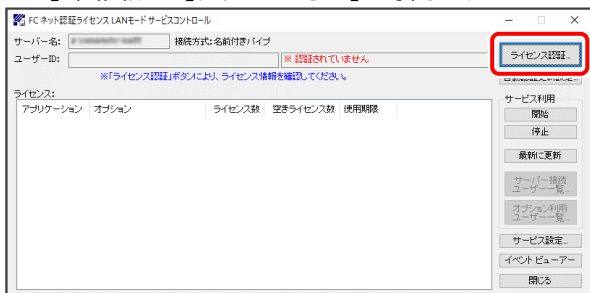 FC ネット認証ライセンス LANモード サービスコントロール
サーバー名:
接続方式:名前付きパイプ
ユーザーID:
※ 認証されていません
ライセンス認証...
※「ライセンス認証」ボタンにより、ライセンス情報を確認してください。
ライセンス:
アプリケーション オプション ライセンス数 空きライセンス数 使用期限
サービス利用
開始
停止
最新に更新
サーバー接続
ユーザー一覧...
オプション利用
ユーザー一覧...
サービス設定...
イベント ビューアー
閉じる